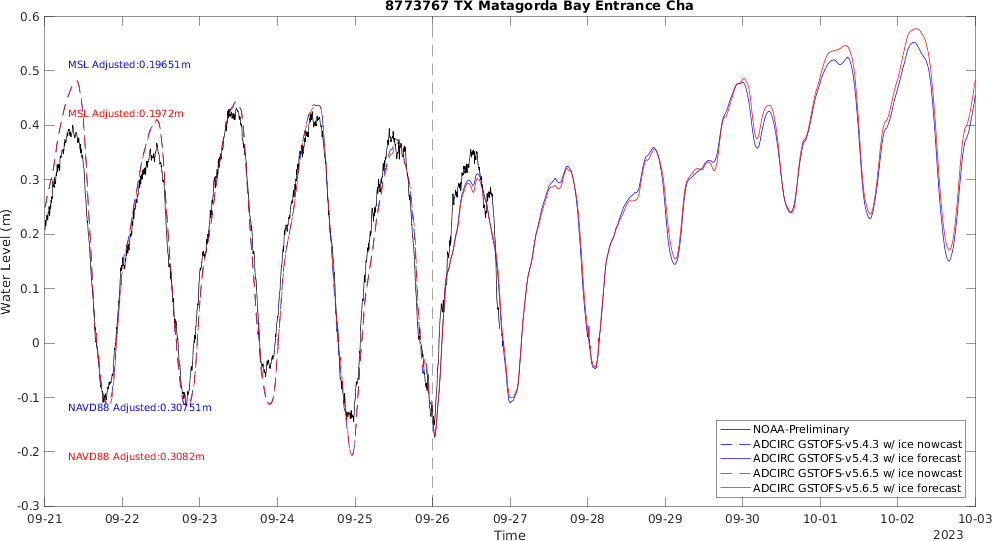 8773767 TX Matagorda Bay Entrance Cha
Water Level (m)
0.6
0.5
0.4
0.3
0.2
0.1
0
-0.1
-0.2
-0.3
MSL Adjusted:0.19651m
MSL Adjusted:0.1972m
NAVD88 Adjusted:0.30751m
NAVD88 Adjusted:0.3082m
NOAA-Preliminary
ADCIRC GSTOFS-v5.4.3 w/ ice nowcast
ADCIRC GSTOFS-v5.4.3 w/ ice forecast
ADCIRC GSTOFS-v5.6.5 w/ ice nowcast
ADCIRC GSTOFS-v5.6.5 w/ ice forecast
09-21 09-22 09-23 09-24 09-25 09-26 09-27 09-28 09-29 09-30 10-01 10-02 10-03
Time
2023